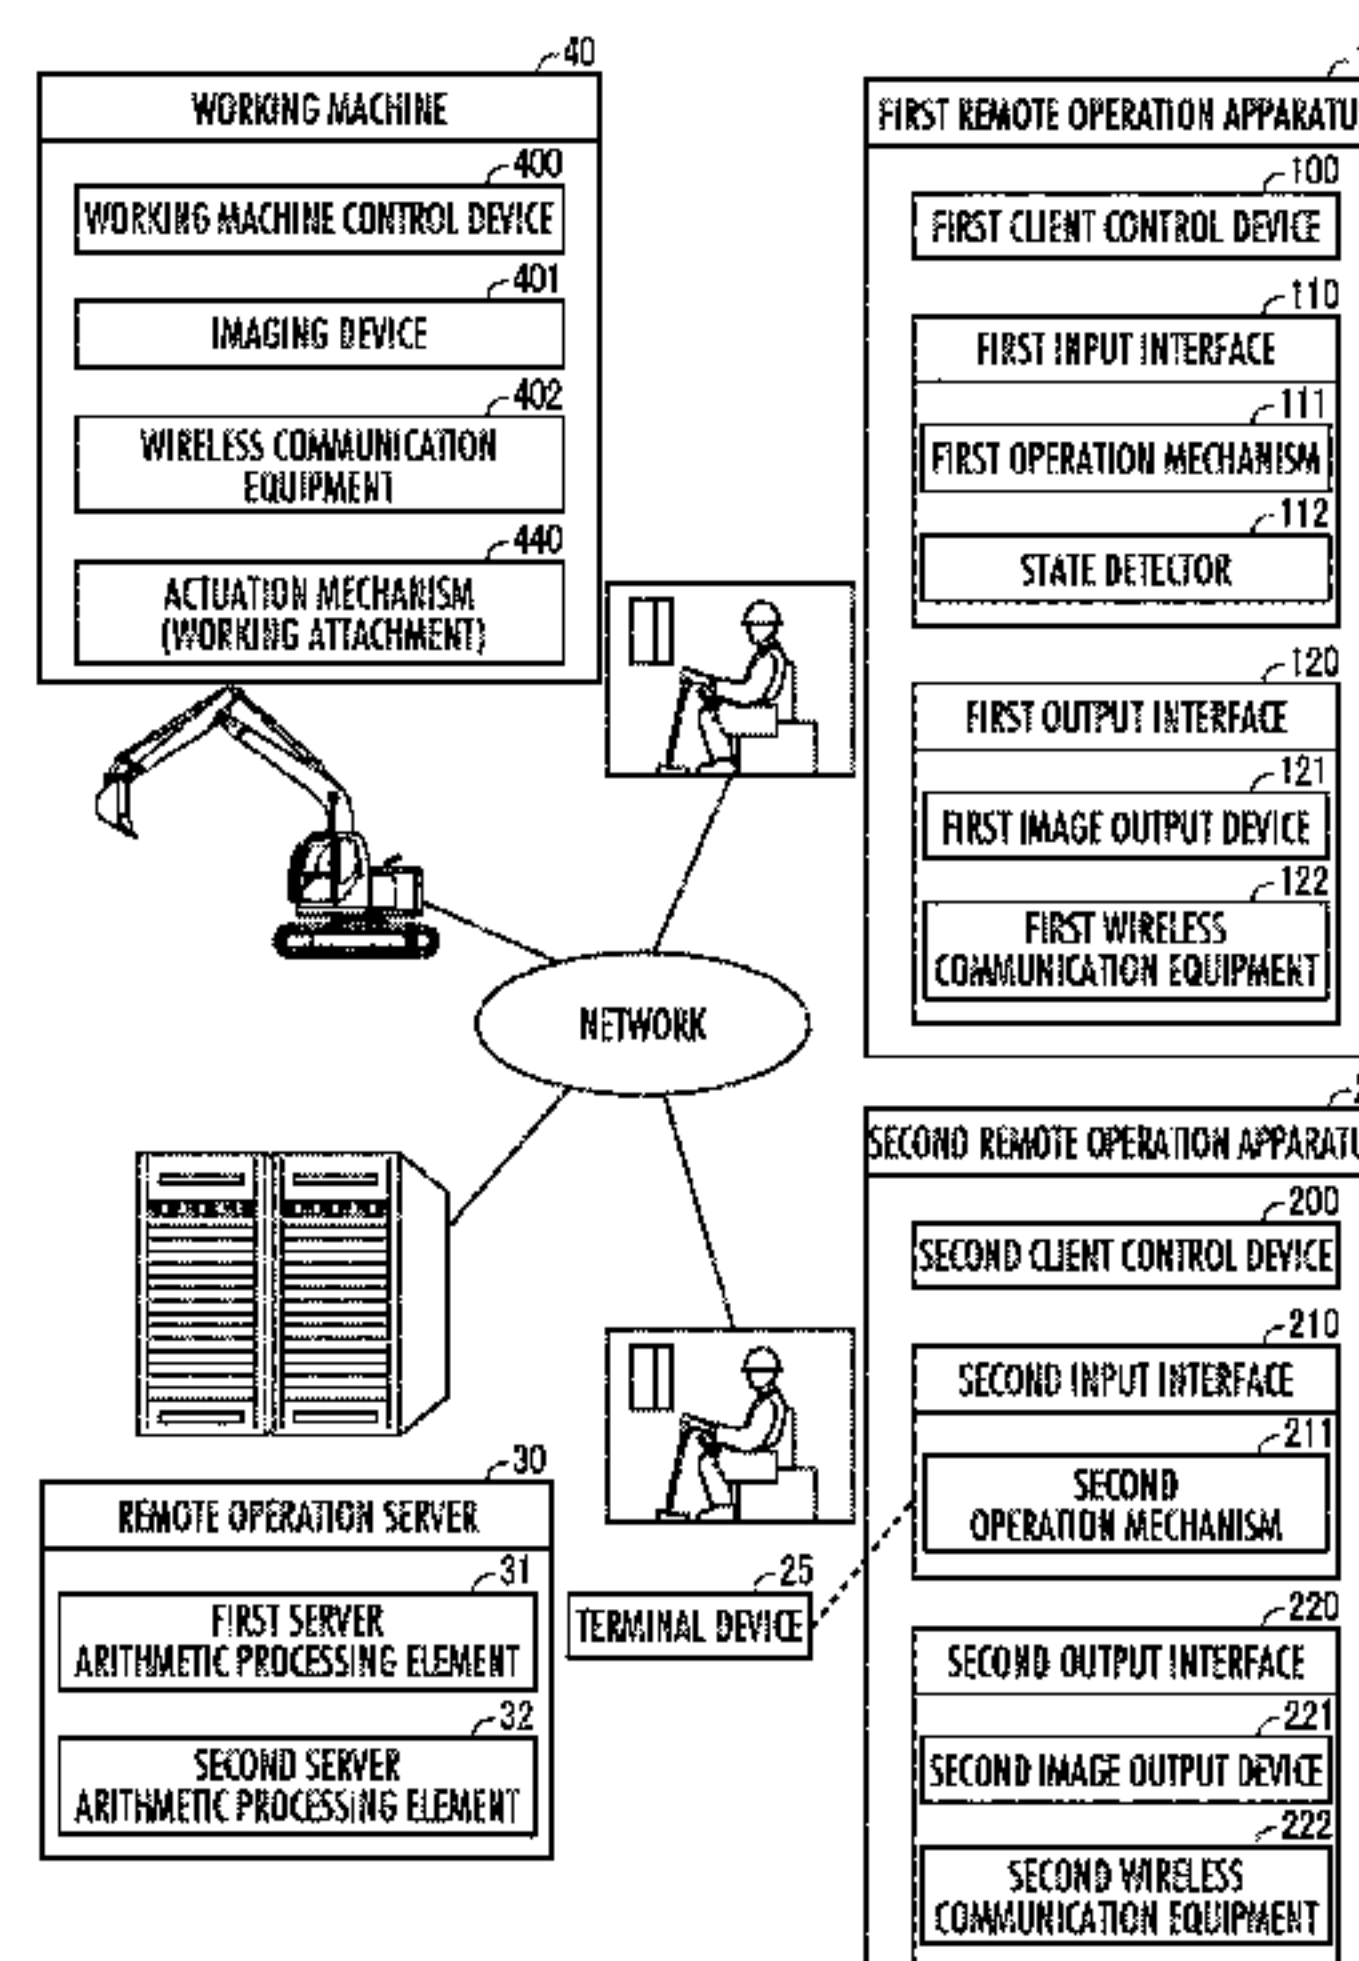 40
WORKING MACHINE
400
WORKING MACHINE CONTROL DEVICE
401
IMAGING DEVICE
402
WIRELESS COMMUNICATION
EQUIPMENT
440
ACTUATION MECHANISM
(WORKING ATTACHMENT)
FIRST REMOTE OPERATION APPARATU
100
FIRST CLIENT CONTROL DEVICE
110
FIRST INPUT INTERFACE
111
FIRST OPERATION MECHANISM
112
STATE DETECTOR
120
FIRST OUTPUT INTERFACE
121
FIRST IMAGE OUTPUT DEVICE
122
FIRST WIRELESS
COMMUNICATION EQUIPMENT
NETWORK
SECOND REMOTE OPERATION APPARATU
200
SECOND CLIENT CONTROL DEVICE
210
SECOND INPUT INTERFACE
211
SECOND
OPERATION MECHANISM
220
SECOND OUTPUT INTERFACE
221
SECOND IMAGE OUTPUT DEVICE
222
SECOND WIRELESS
COMMUNICATION EQUIPMENT
30
REMOTE OPERATION SERVER
31
FIRST SERVER
ARITHMETIC PROCESSING ELEMENT
32
SECOND SERVER
ARITHMETIC PROCESSING ELEMENT
25
TERMINAL DEVICE